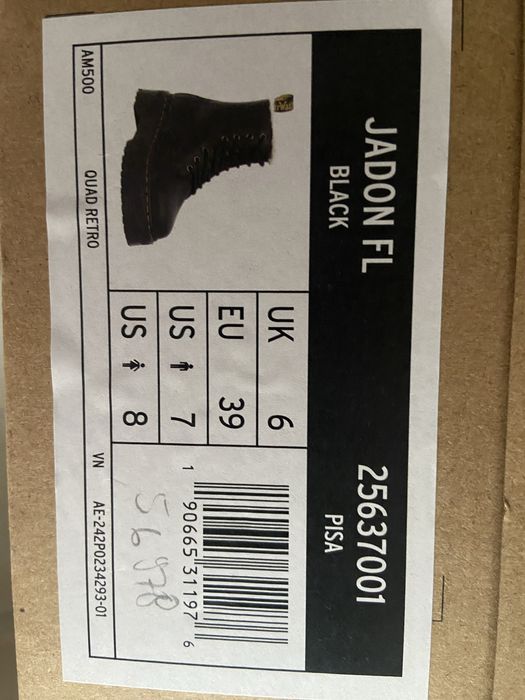 JADON FL 25637001
BLACK PISA
UK 6
EU 39
US 7
US 8
1 90665 31197 6
AM500 QUAD RETRO VN AE-242P0234293-01